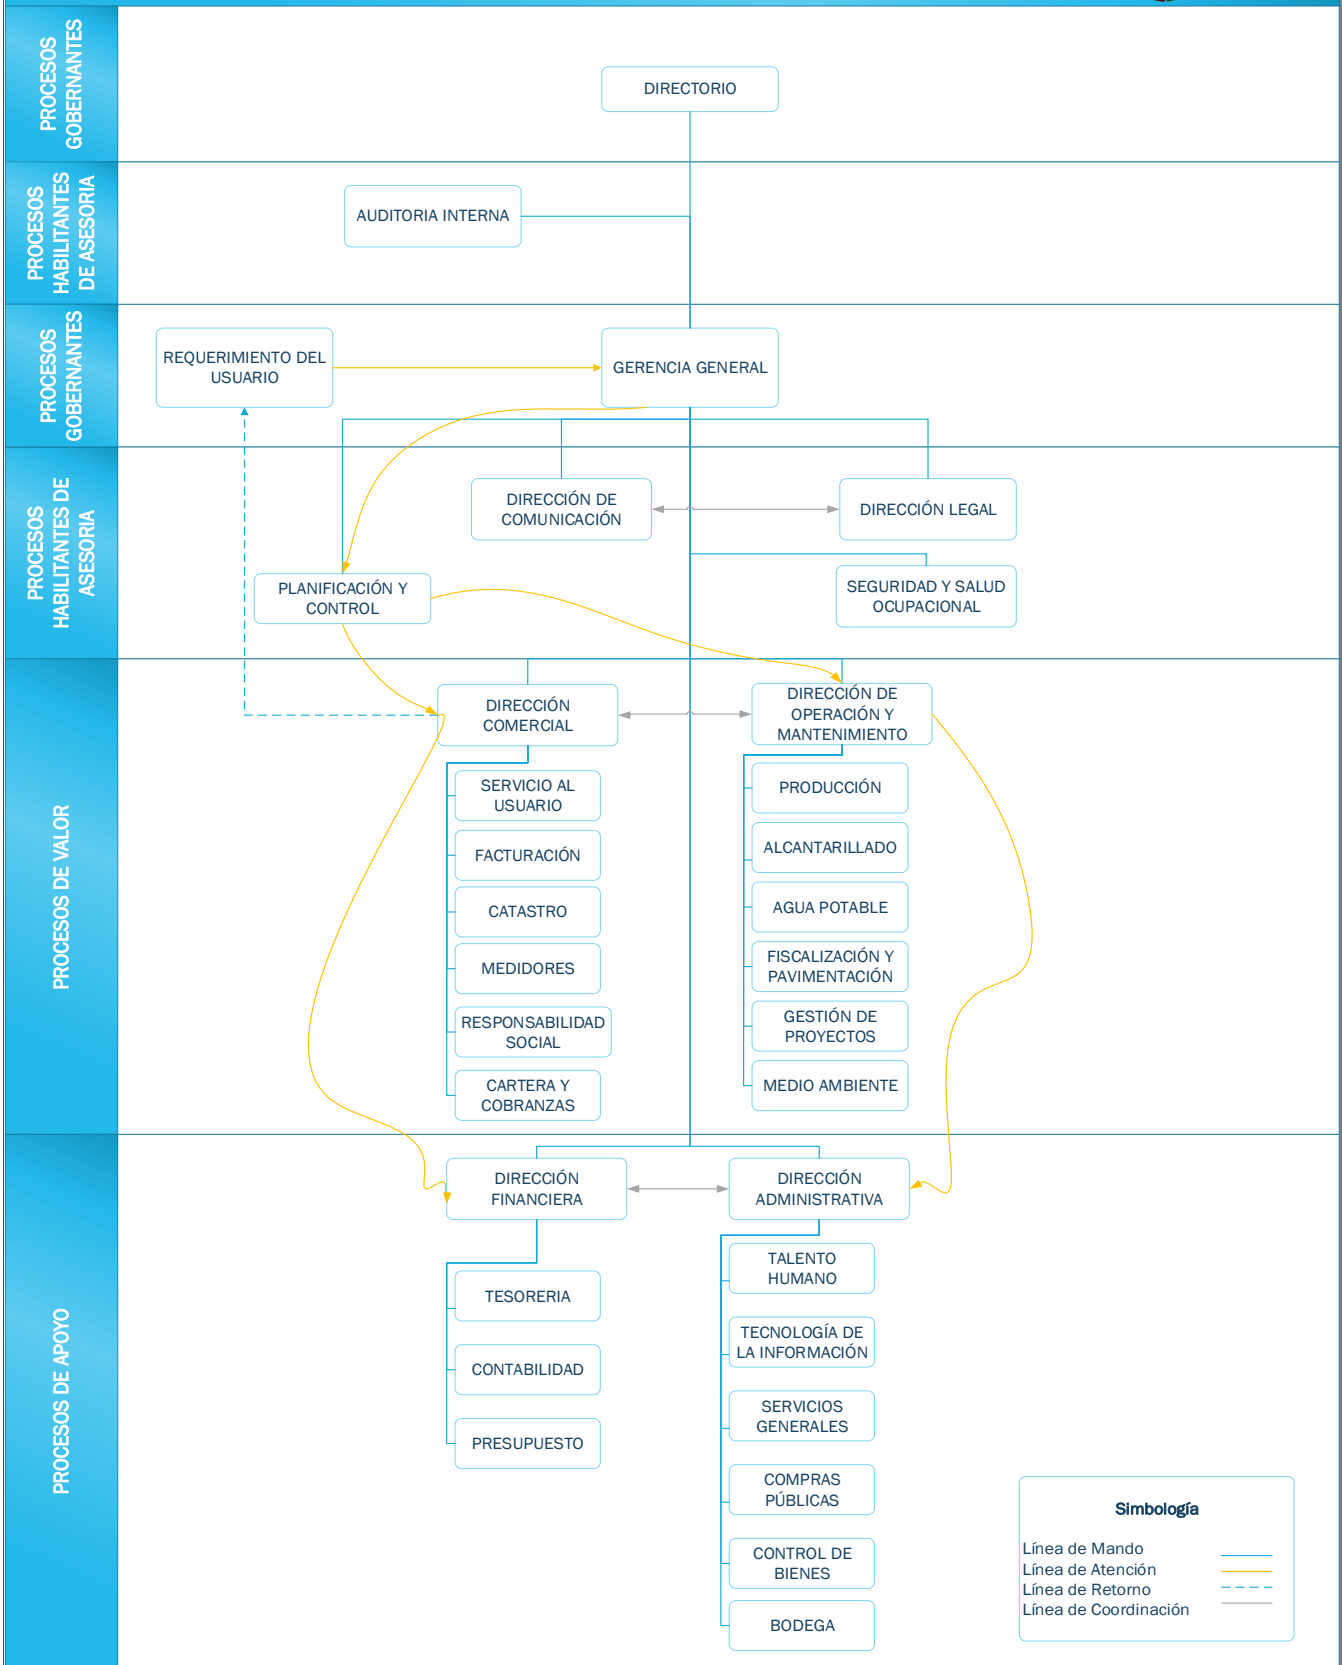 PROCESOS
GOBERNANTES
DIRECTORIO
PROCESOS
HABILITANTES
DE ASESORIA
AUDITORIA INTERNA
PROCESOS
GOBERNANTES
REQUERIMIENTO DEL
USUARIO
GERENCIA GENERAL
PROCESOS
HABILITANTES DE
ASESORIA
DIRECCIÓN DE
COMUNICACIÓN
DIRECCIÓN LEGAL
PLANIFICACIÓN Y
CONTROL
SEGURIDAD Y SALUD
OCUPACIONAL
PROCESOS DE VALOR
DIRECCIÓN
COMERCIAL
SERVICIO AL
USUARIO
FACTURACIÓN
CATASTRO
MEDIDORES
RESPONSABILIDAD
SOCIAL
CARTERA Y
COBRANZAS
DIRECCIÓN DE
OPERACIÓN Y
MANTENIMIENTO
PRODUCCIÓN
ALCANTARILLADO
AGUA POTABLE
FISCALIZACIÓN Y
PAVIMENTACIÓN
GESTIÓN DE
PROYECTOS
MEDIO AMBIENTE
PROCESOS DE APOYO
DIRECCIÓN
FINANCIERA
TESORERIA
CONTABILIDAD
PRESUPUESTO
DIRECCIÓN
ADMINISTRATIVA
TALENTO
HUMANO
TECNOLOGÍA DE
LA INFORMACIÓN
SERVICIOS
GENERALES
COMPRAS
PÚBLICAS
CONTROL DE
BIENES
BODEGA
Simbología
Línea de Mando
Línea de Atención
Línea de Retorno
Línea de Coordinación